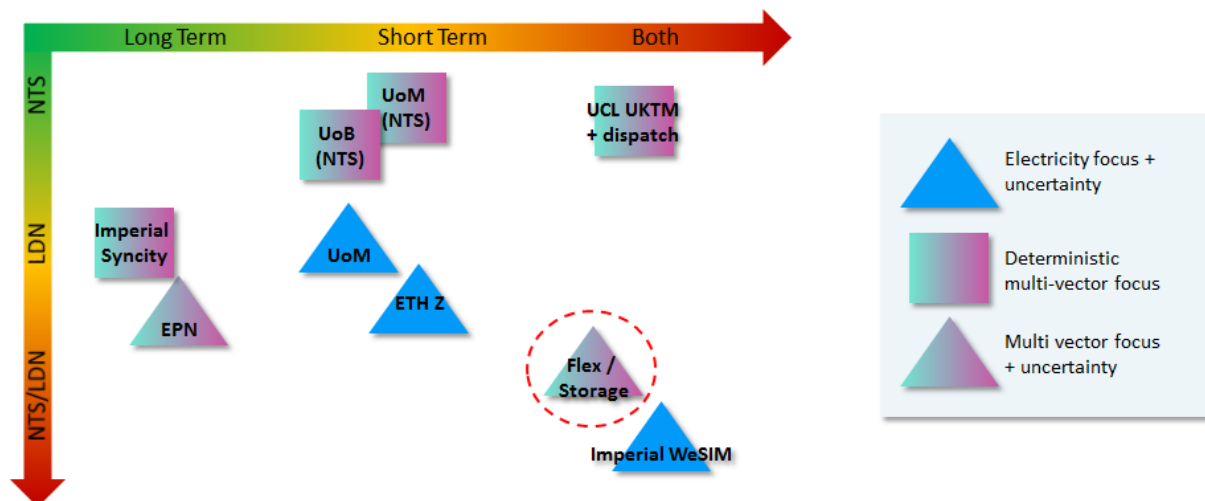 Long Term
Short Term
Both
NTS
LDN
NTS/LDN
UoM
(NTS)
UoB
(NTS)
UCL UKTM
+ dispatch
Imperial
Syncity
EPN
UoM
ETH Z
Flex /
Storage
Imperial WeSIM
Electricity focus +
uncertainty
Deterministic
multi-vector focus
Multi vector focus
+ uncertainty